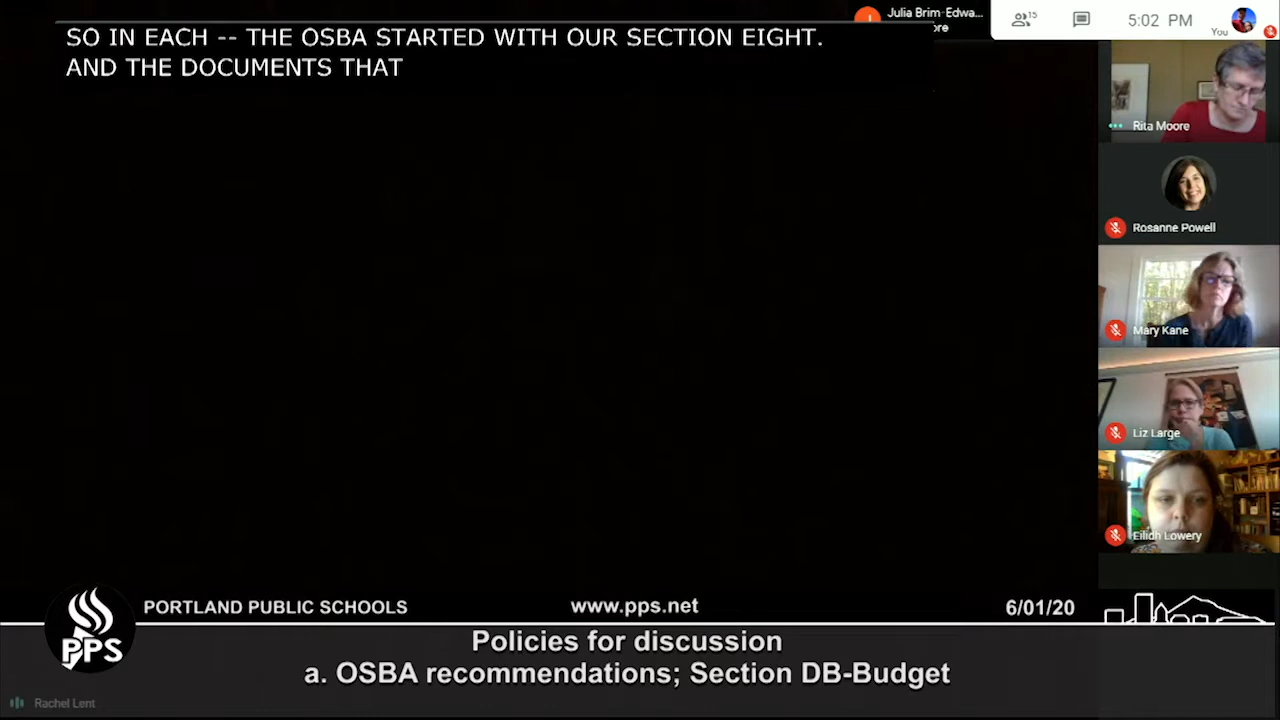 SO IN EACH -- THE OSBA STARTED WITH OUR SECTION EIGHT.
AND THE DOCUMENTS THAT
Julia Brim-Edwa...
ore
15
5:02 PM
You
Rita Moore
Rosanne Powell
Mary Kane
Liz Large
Eilidh Lowery
PORTLAND PUBLIC SCHOOLS
www.pps.net
6/01/20
PPS
Policies for discussion
a. OSBA recommendations; Section DB-Budget
Rachel Lent